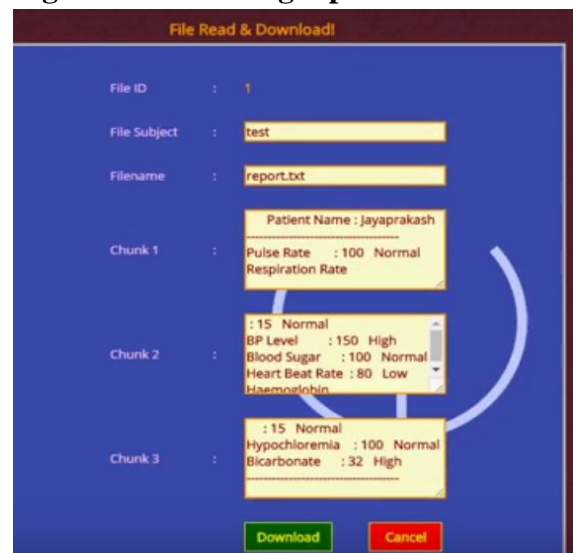 File Read & Download!
File ID : 1
File Subject : test
Filename : report.txt
Chunk 1 :
Patient Name : Jayaprakash
------------------------------------
Pulse Rate : 100 Normal
Respiration Rate
Chunk 2 :
: 15 Normal
BP Level : 150 High
Blood Sugar : 100 Normal
Heart Beat Rate : 80 Low
Haemoglobin
Chunk 3 :
: 15 Normal
Hypochloremia : 100 Normal
Bicarbonate : 32 High
------------------------------------
Download Cancel